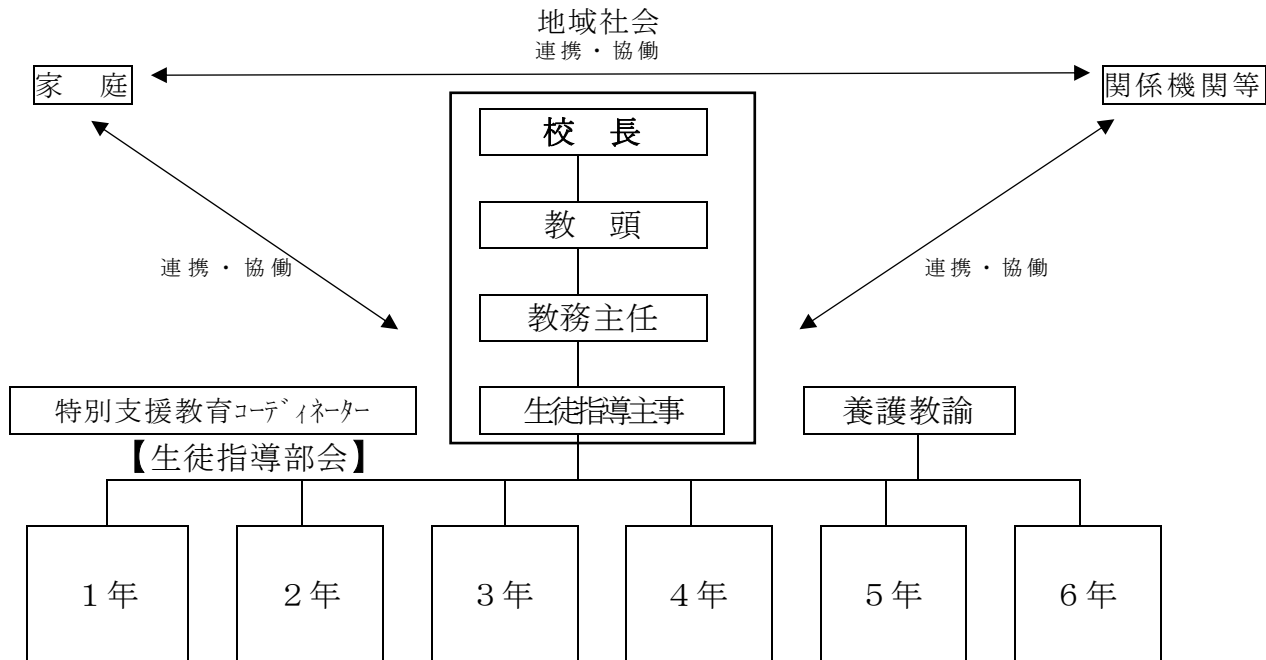 地域社会
連携・協働
家　庭
関係機関等
校　長
教　頭
連携・協働
連携・協働
教務主任
特別支援教育ｺｰﾃﾞｨﾈｰﾀｰ
生徒指導主事
養護教諭
【生徒指導部会】
１年
２年
３年
４年
５年
６年